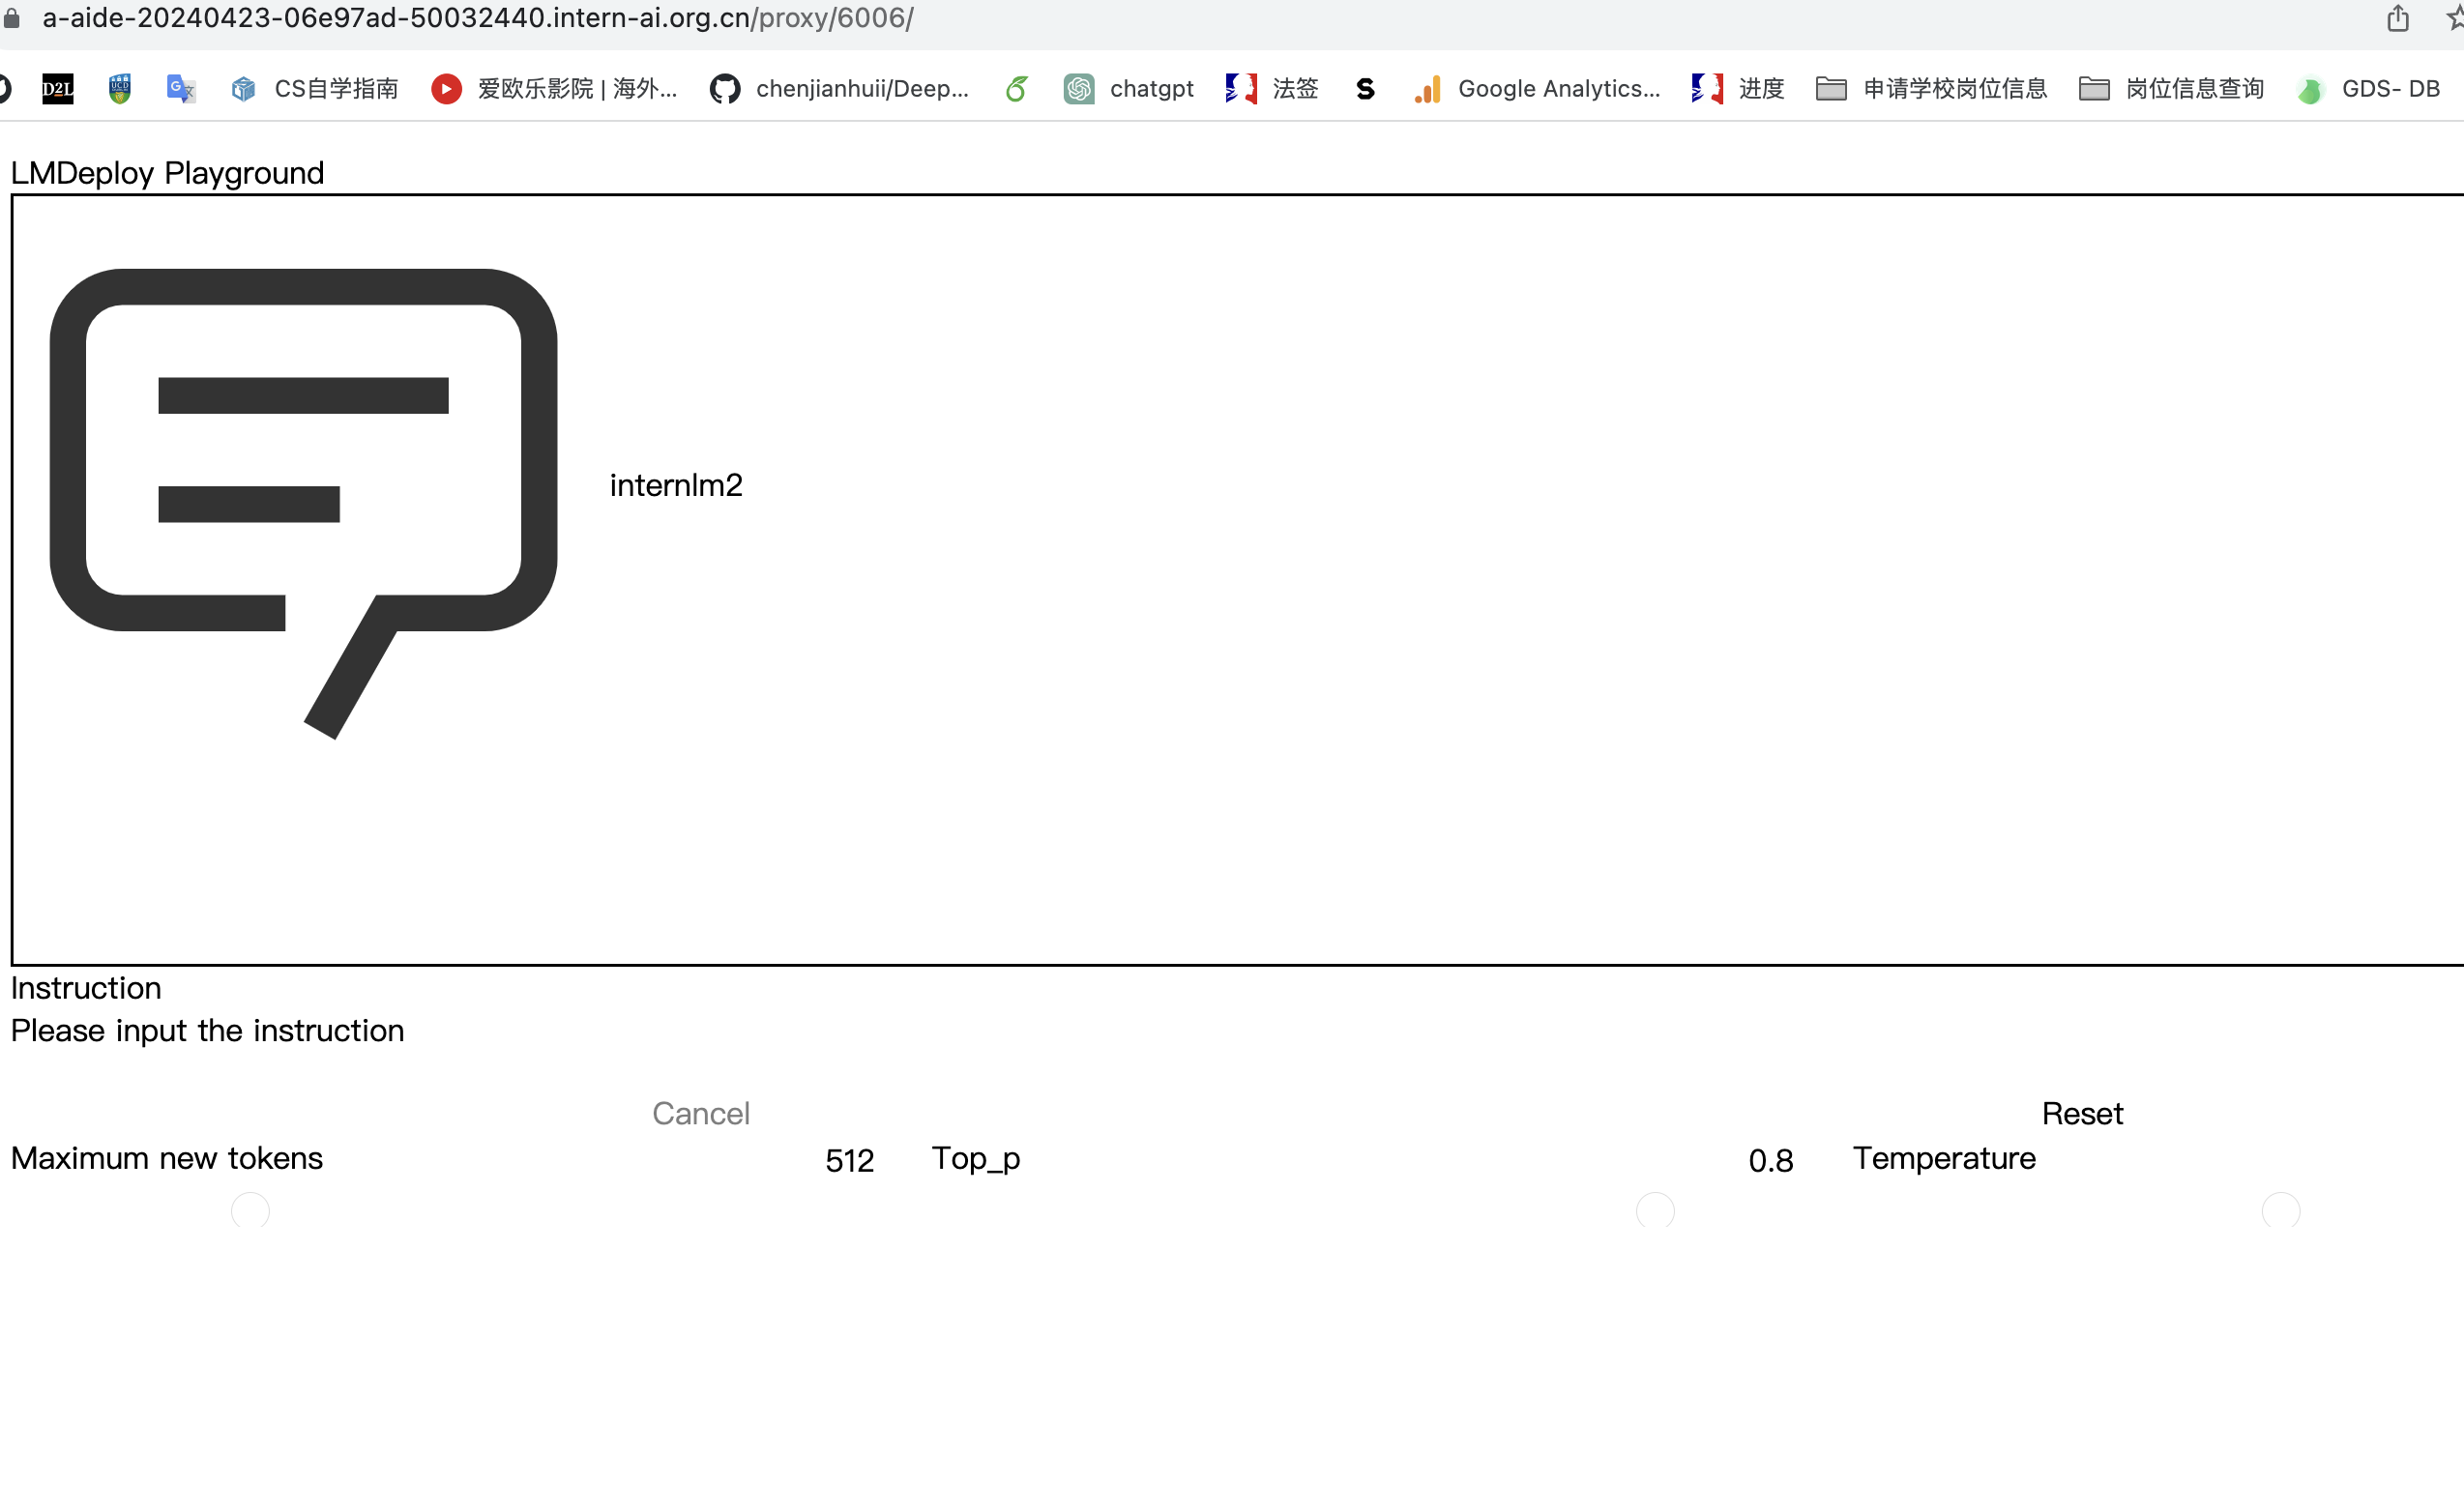 a-aide-20240423-06e97ad-50032440.intern-ai.org.cn/proxy/6006/
D2L UCD G文 CS自学指南 爱欧乐影院 | 海外... chenjianhuii/Deep... chatgpt 法签 S Google Analytics... 进度 申请学校岗位信息 岗位信息查询 GDS- DB
LMDeploy Playground
internlm2
Instruction
Please input the instruction
Cancel Reset
Maximum new tokens 512 Top_p 0.8 Temperature